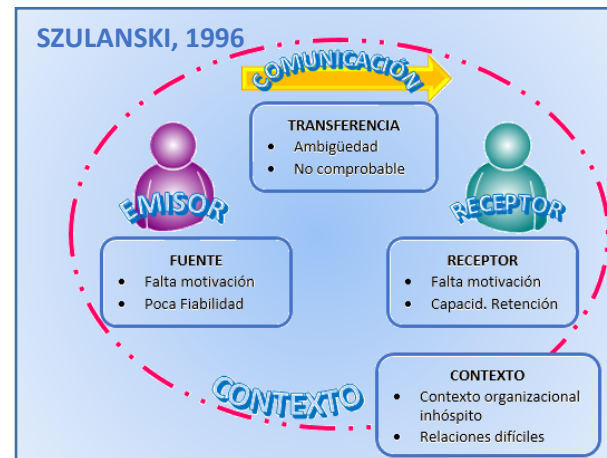 SZULANSKI, 1996
COMUNICACIÓN
TRANSFERENCIA
• Ambigüedad
• No comprobable
EMISOR
RECEPTOR
FUENTE
• Falta motivación
• Poca Fiabilidad
RECEPTOR
• Falta motivación
• Capacid. Retención
CONTEXTO
CONTEXTO
• Contexto organizacional
inhóspito
• Relaciones difíciles